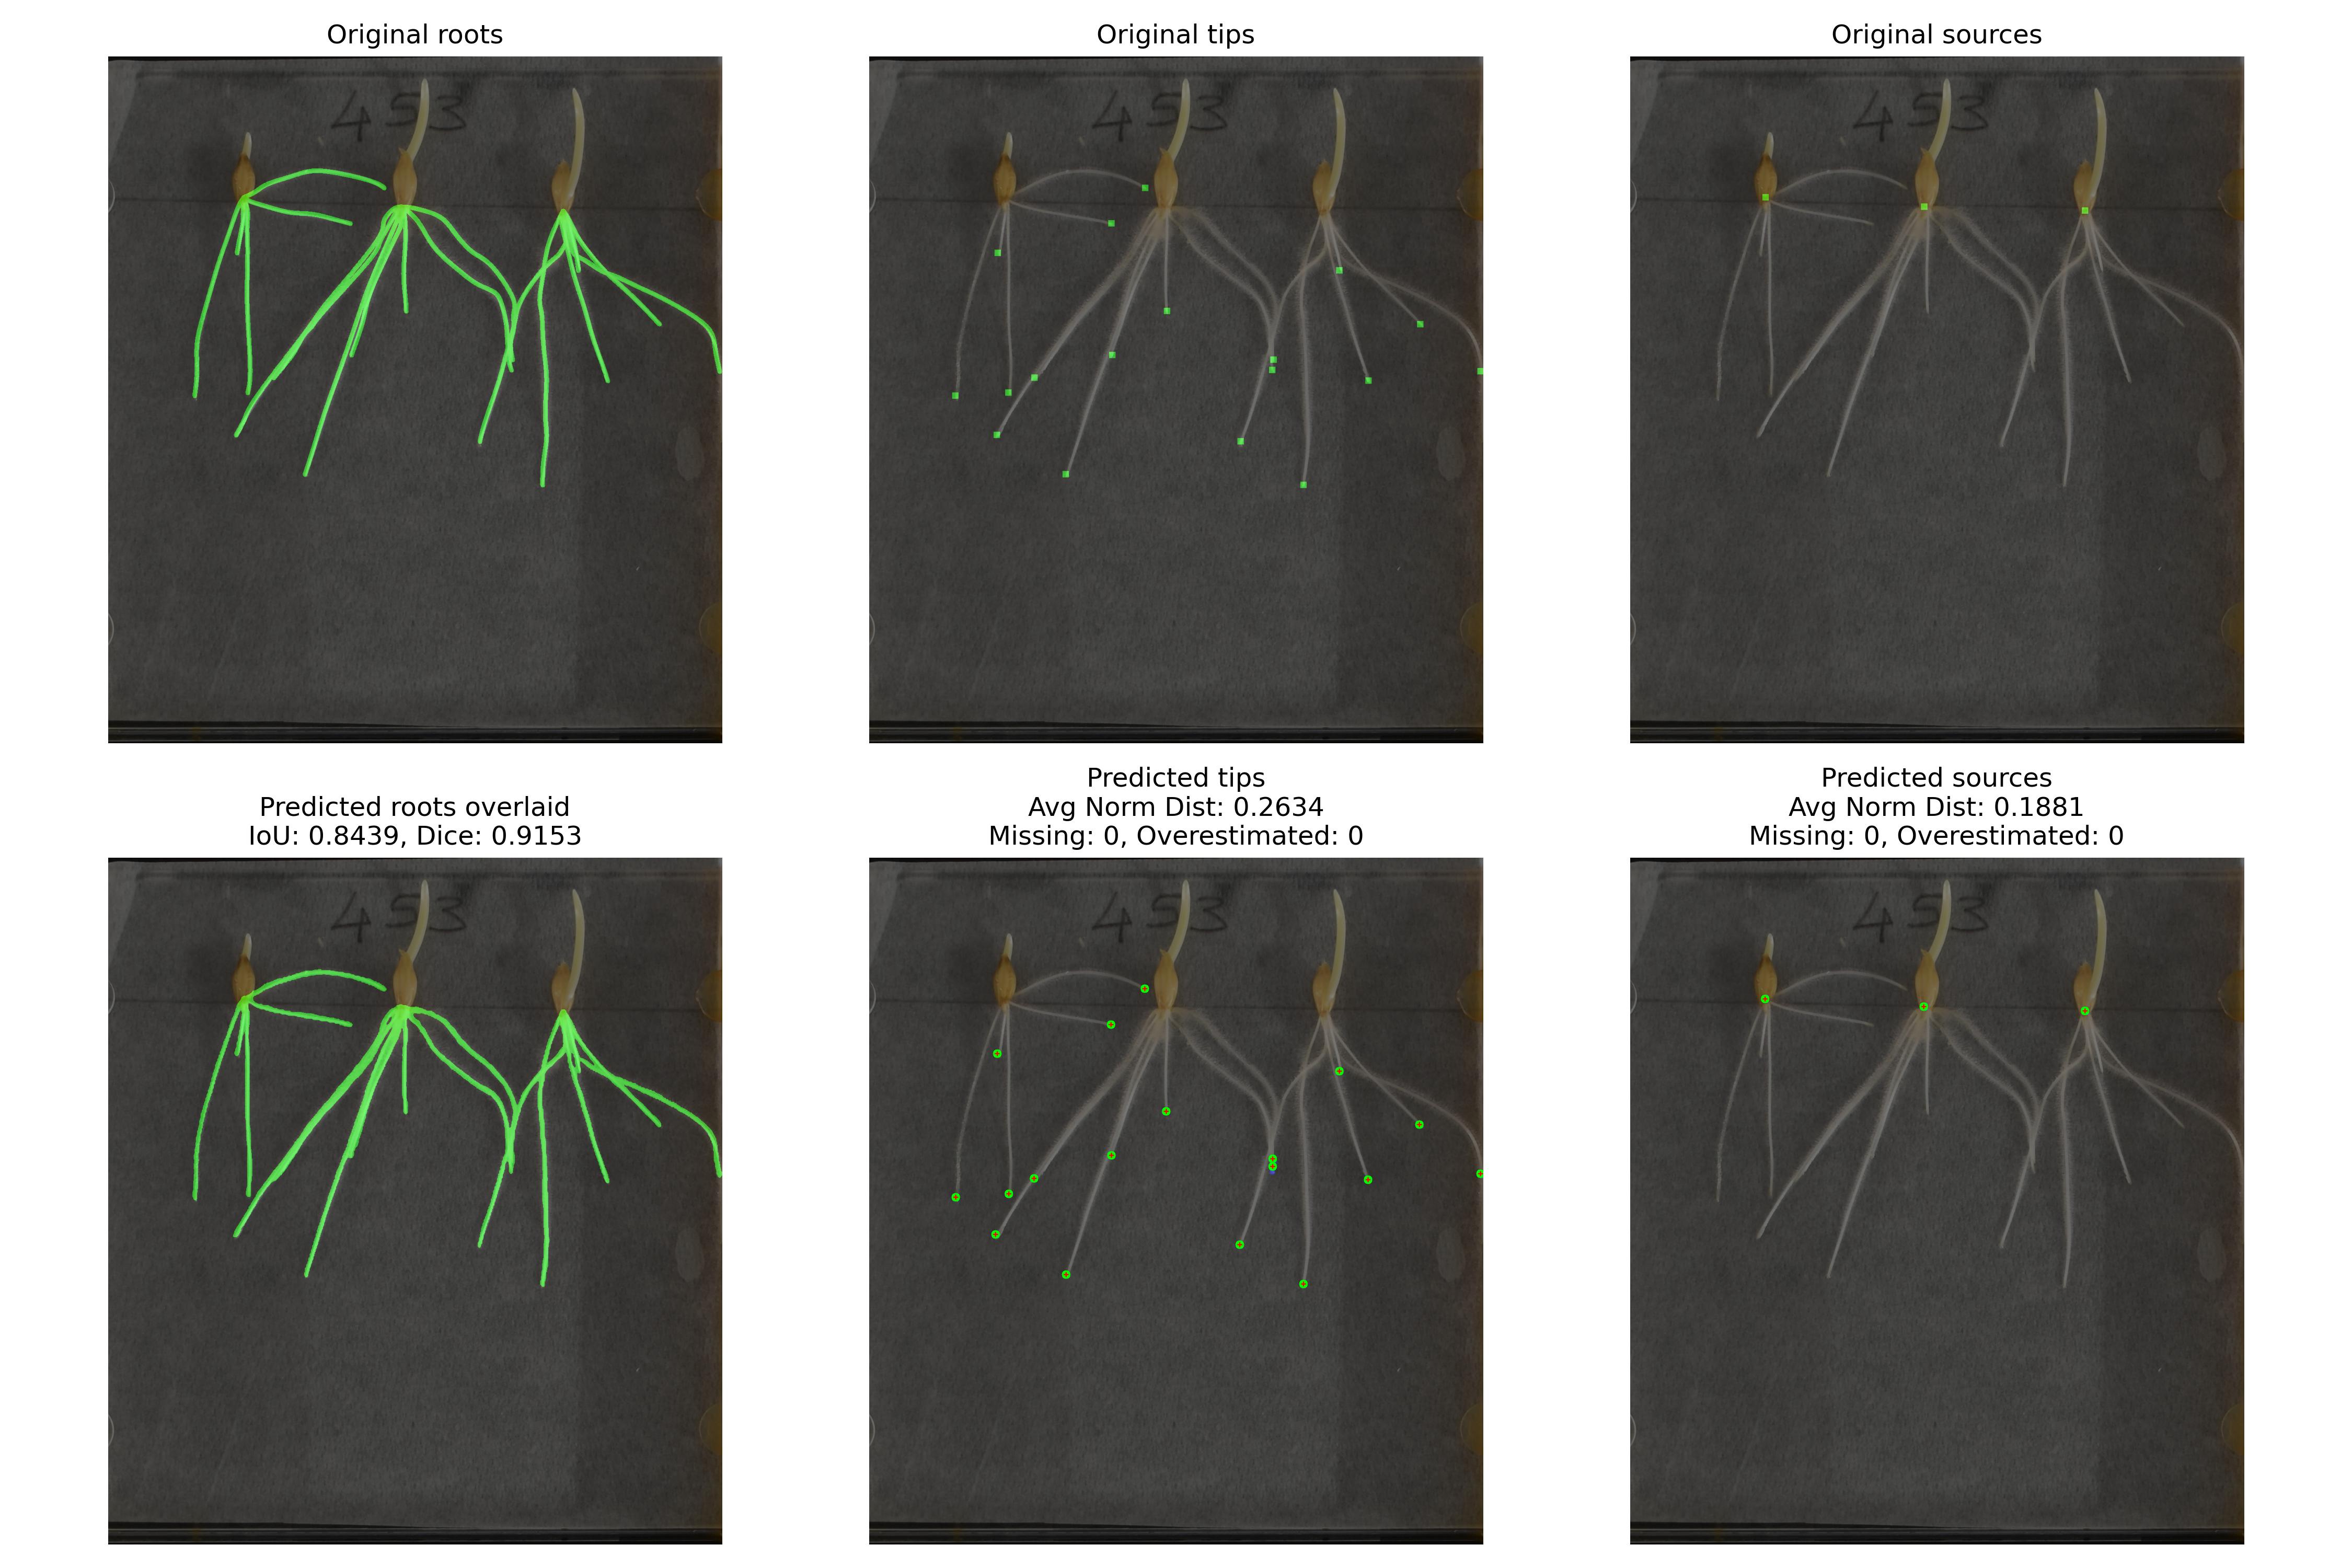 Original roots
Original tips
Original sources
453
453
453
Predicted roots overlaid
IoU: 0.8439, Dice: 0.9153
Predicted tips
Avg Norm Dist: 0.2634
Missing: 0, Overestimated: 0
Predicted sources
Avg Norm Dist: 0.1881
Missing: 0, Overestimated: 0
453
453
453